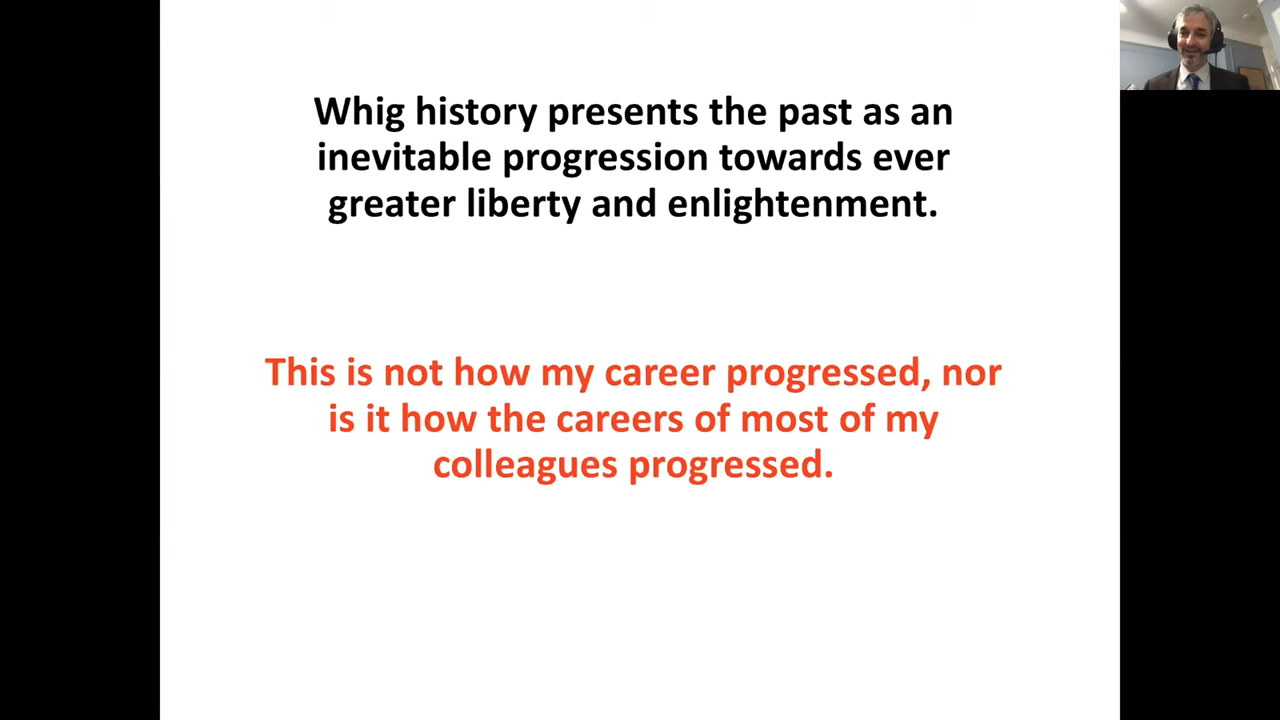 Whig history presents the past as an
inevitable progression towards ever
greater liberty and enlightenment.
This is not how my career progressed, nor
is it how the careers of most of my
colleagues progressed.